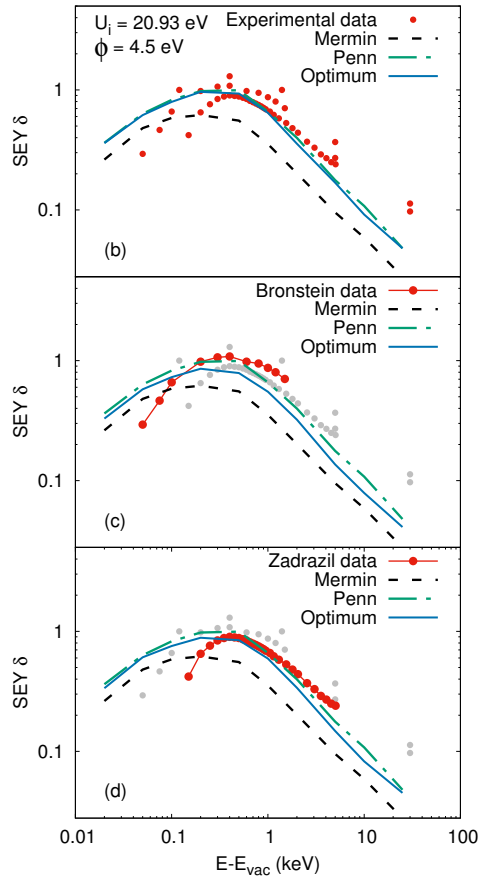 U_i = 20.93 eV
ϕ = 4.5 eV
Experimental data
Mermin
Penn
Optimum
1
0.1
SEY δ
(b)
Bronstein data
Mermin
Penn
Optimum
1
0.1
SEY δ
(c)
Zadrazil data
Mermin
Penn
Optimum
1
0.1
SEY δ
(d)
0.01 0.1 1 10 100
E-E_vac (keV)